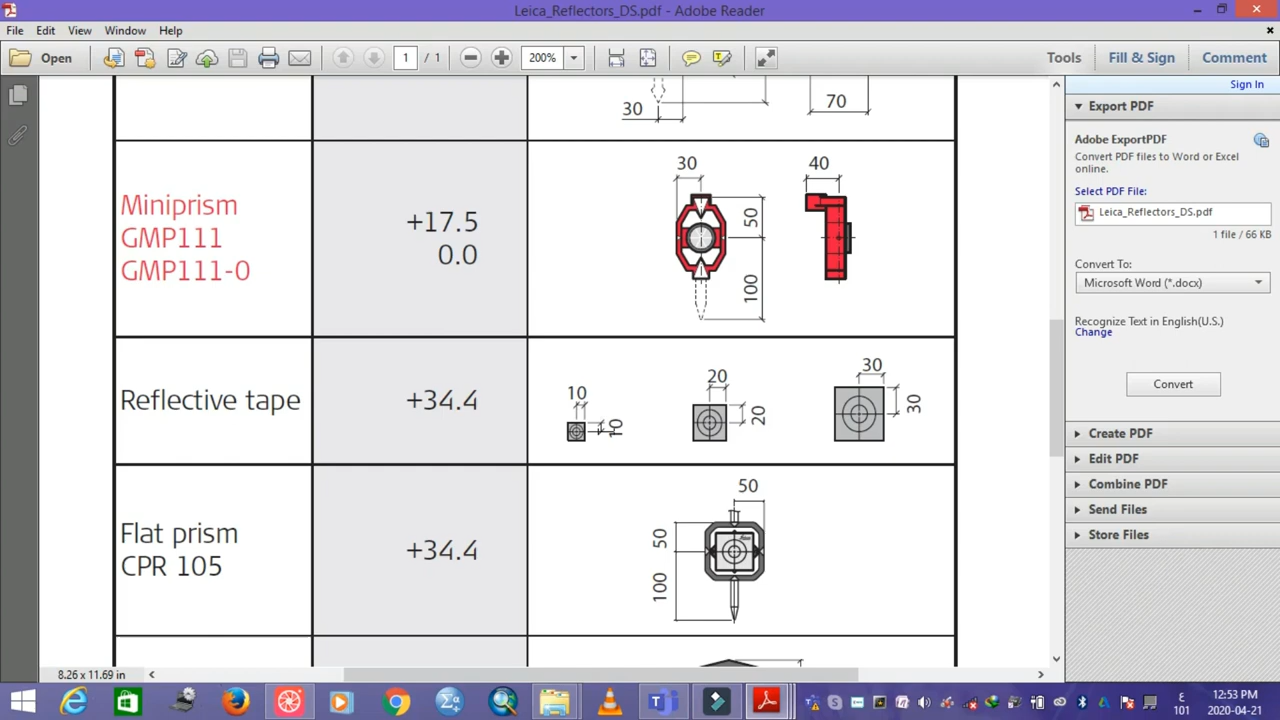 Leica_Reflectors_DS.pdf - Adobe Reader
File Edit View Window Help
Open 1 / 1 200% Tools Fill & Sign Comment
Sign In
30 70
Miniprism
GMP111
GMP111-0
+17.5
0.0
30 40
50
100
Reflective tape
+34.4
10 10
20 20
30 30
Flat prism
CPR 105
+34.4
50
50
100
8.26 x 11.69 in
Export PDF
Adobe ExportPDF
Convert PDF files to Word or Excel
online.
Select PDF File:
Leica_Reflectors_DS.pdf
1 file / 66 KB
Convert To:
Microsoft Word (*.docx)
Recognize Text in English(U.S.)
Change
Convert
Create PDF
Edit PDF
Combine PDF
Send Files
Store Files
ع 12:53 PM
101 2020-04-21